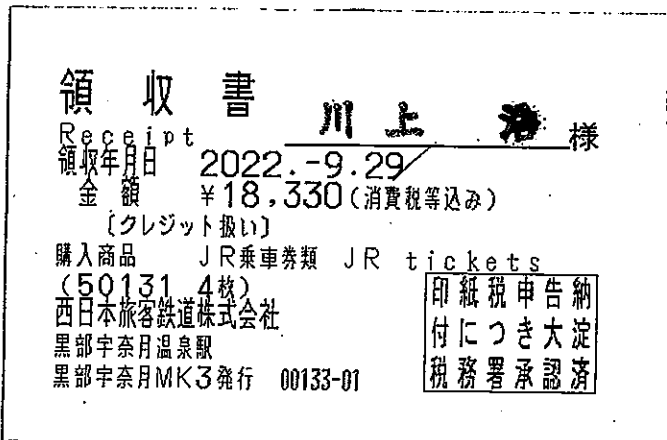 領収書
川上 様
Receipt
領収年月日 2022.-9.29
金額 ¥18,330(消費税等込み)
〔クレジット扱い〕
購入商品 JR乗車券類 JR tickets
(50131 4枚)
西日本旅客鉄道株式会社
黒部宇奈月温泉駅
黒部宇奈月MK3発行 00133-01
印紙税申告納
付につき大淀
税務署承認済